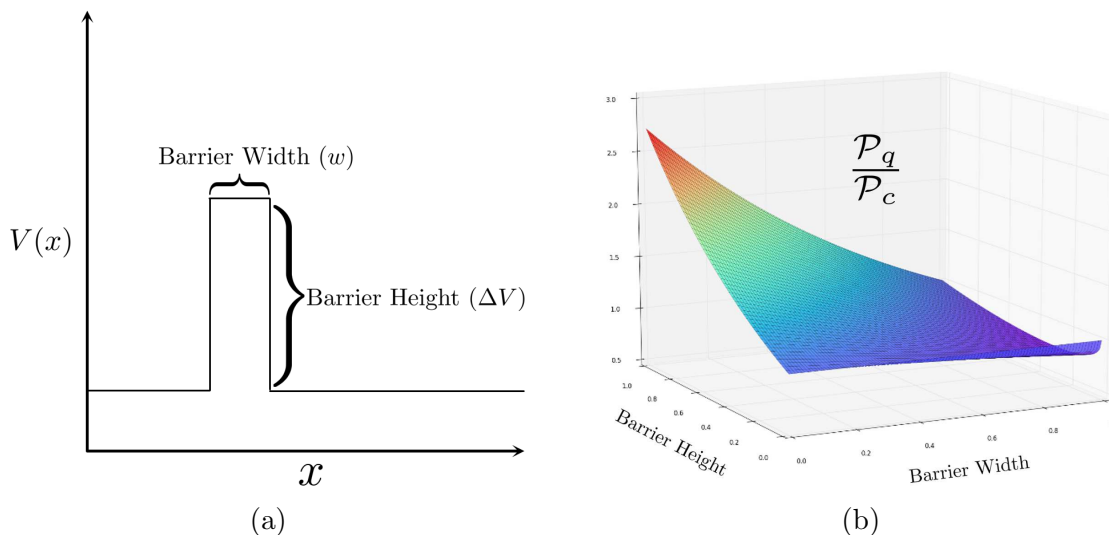 Barrier Width (w)
V(x)
Barrier Height (ΔV)
x
(a)
3.0
2.5
2.0
1.5
1.0
0.5
P_q
P_c
1.0
0.8
0.6
0.4
0.2
0.0
Barrier Height
0.0
0.2
0.4
0.6
0.8
Barrier Width
(b)